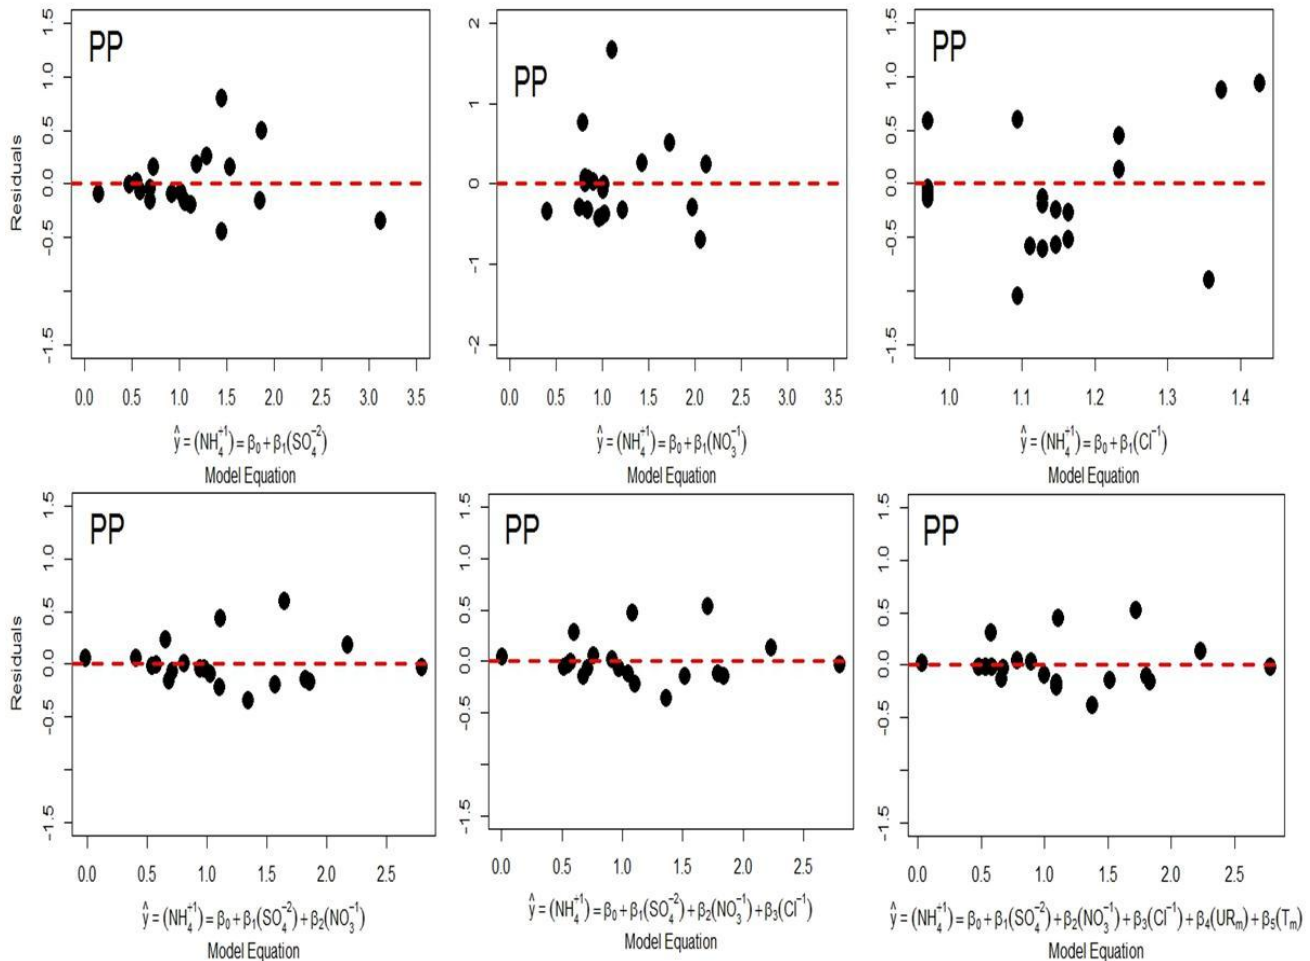 PP
PP
PP
Residuals
1.5
1.0
0.5
0.0
-0.5
-1.5
2
1
0
-1
-2
1.5
1.0
0.5
0.0
-0.5
-1.5
0.0 0.5 1.0 1.5 2.0 2.5 3.0 3.5
0.0 0.5 1.0 1.5 2.0 2.5 3.0 3.5
1.0 1.1 1.2 1.3 1.4
ŷ = (NH₄⁺¹) = β₀ + β₁(SO₄⁻²)
Model Equation
ŷ = (NH₄⁺¹) = β₀ + β₁(NO₃⁻¹)
Model Equation
ŷ = (NH₄⁺¹) = β₀ + β₁(Cl⁻¹)
Model Equation
PP
PP
PP
Residuals
1.5
1.0
0.5
0.0
-0.5
-1.5
1.5
1.0
0.5
0.0
-0.5
-1.5
1.5
1.0
0.5
0.0
-0.5
-1.5
0.0 0.5 1.0 1.5 2.0 2.5
0.0 0.5 1.0 1.5 2.0 2.5
0.0 0.5 1.0 1.5 2.0 2.5
ŷ = (NH₄⁺¹) = β₀ + β₁(SO₄⁻²) + β₂(NO₃⁻¹)
Model Equation
ŷ = (NH₄⁺¹) = β₀ + β₁(SO₄⁻²) + β₂(NO₃⁻¹) + β₃(Cl⁻¹)
Model Equation
ŷ = (NH₄⁺¹) = β₀ + β₁(SO₄⁻²) + β₂(NO₃⁻¹) + β₃(Cl⁻¹) + β₄(URₘ) + β₅(Tₘ)
Model Equation